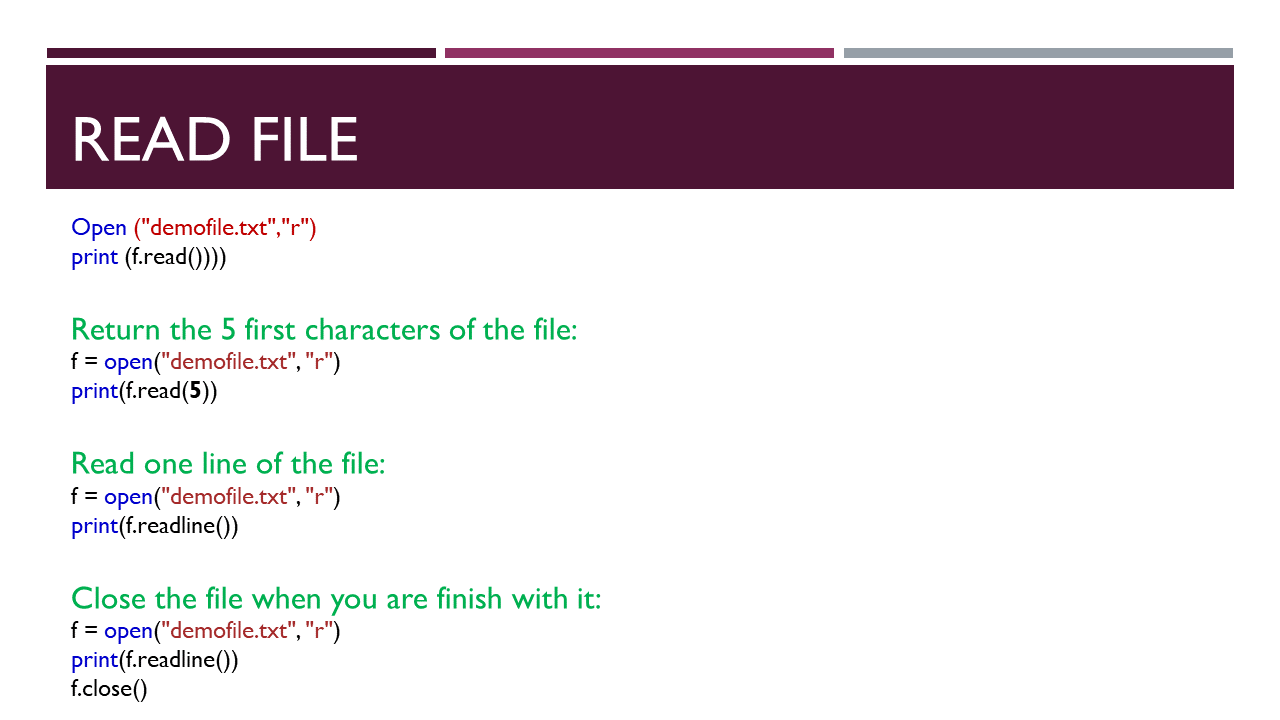 READ FILE
Open ("demofile.txt","r")
print (f.read())))
Return the 5 first characters of the file:
f = open("demofile.txt", "r")
print(f.read(5))
Read one line of the file:
f = open("demofile.txt", "r")
print(f.readline())
Close the file when you are finish with it:
f = open("demofile.txt", "r")
print(f.readline())
f.close()